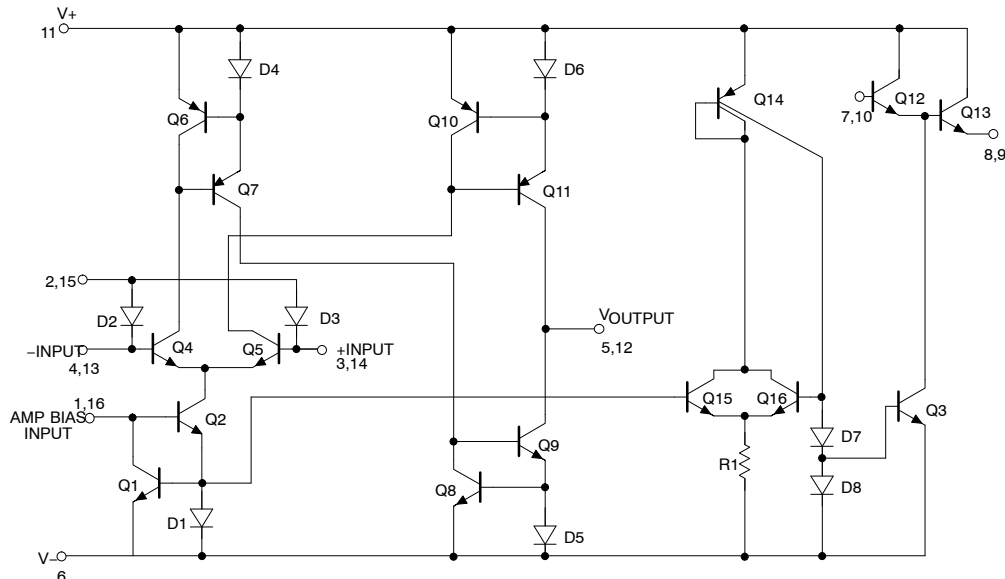 V+
11
D4
D6
Q6
Q10
Q14
Q12
Q13
7,10
8,9
Q7
Q11
2,15
D2
D3
VOUTPUT
5,12
–INPUT
4,13
Q4
Q5
+INPUT
3,14
AMP BIAS
INPUT
1,16
Q2
Q15
Q16
Q3
Q1
D1
Q9
Q8
R1
D7
D8
D5
V–
6